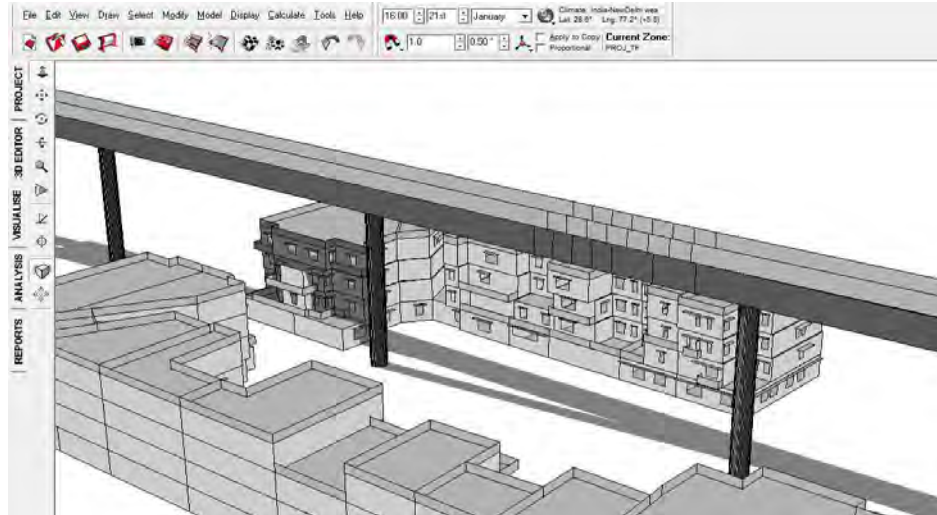 File Edit View Draw Select Modify Model Display Calculate Tools Help
16:00 21st January
Climate: India-NewDelhi.wea
Lat: 28.6° Lng: 77.2° (+5.5)
1.0 0.50° Apply to Copy Current Zone:
Proportional PROJ_TF
PROJECT
3D EDITOR
VISUALISE
ANALYSIS
REPORTS